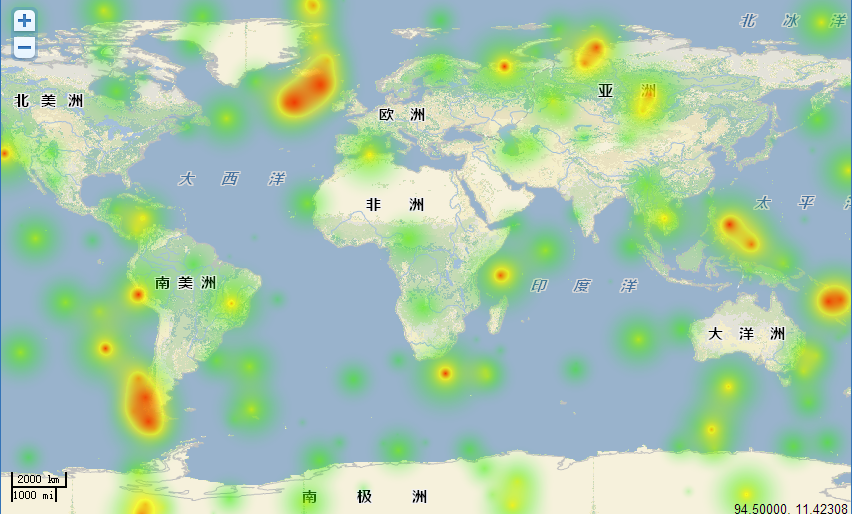 +
−
北 冰 洋
北 美 洲
欧 洲
亚 洲
大 西 洋
非 洲
太 平 洋
南 美 洲
印 度 洋
大 洋 洲
2000 km
1000 mi
南 极 洲
94.50000, 11.42308